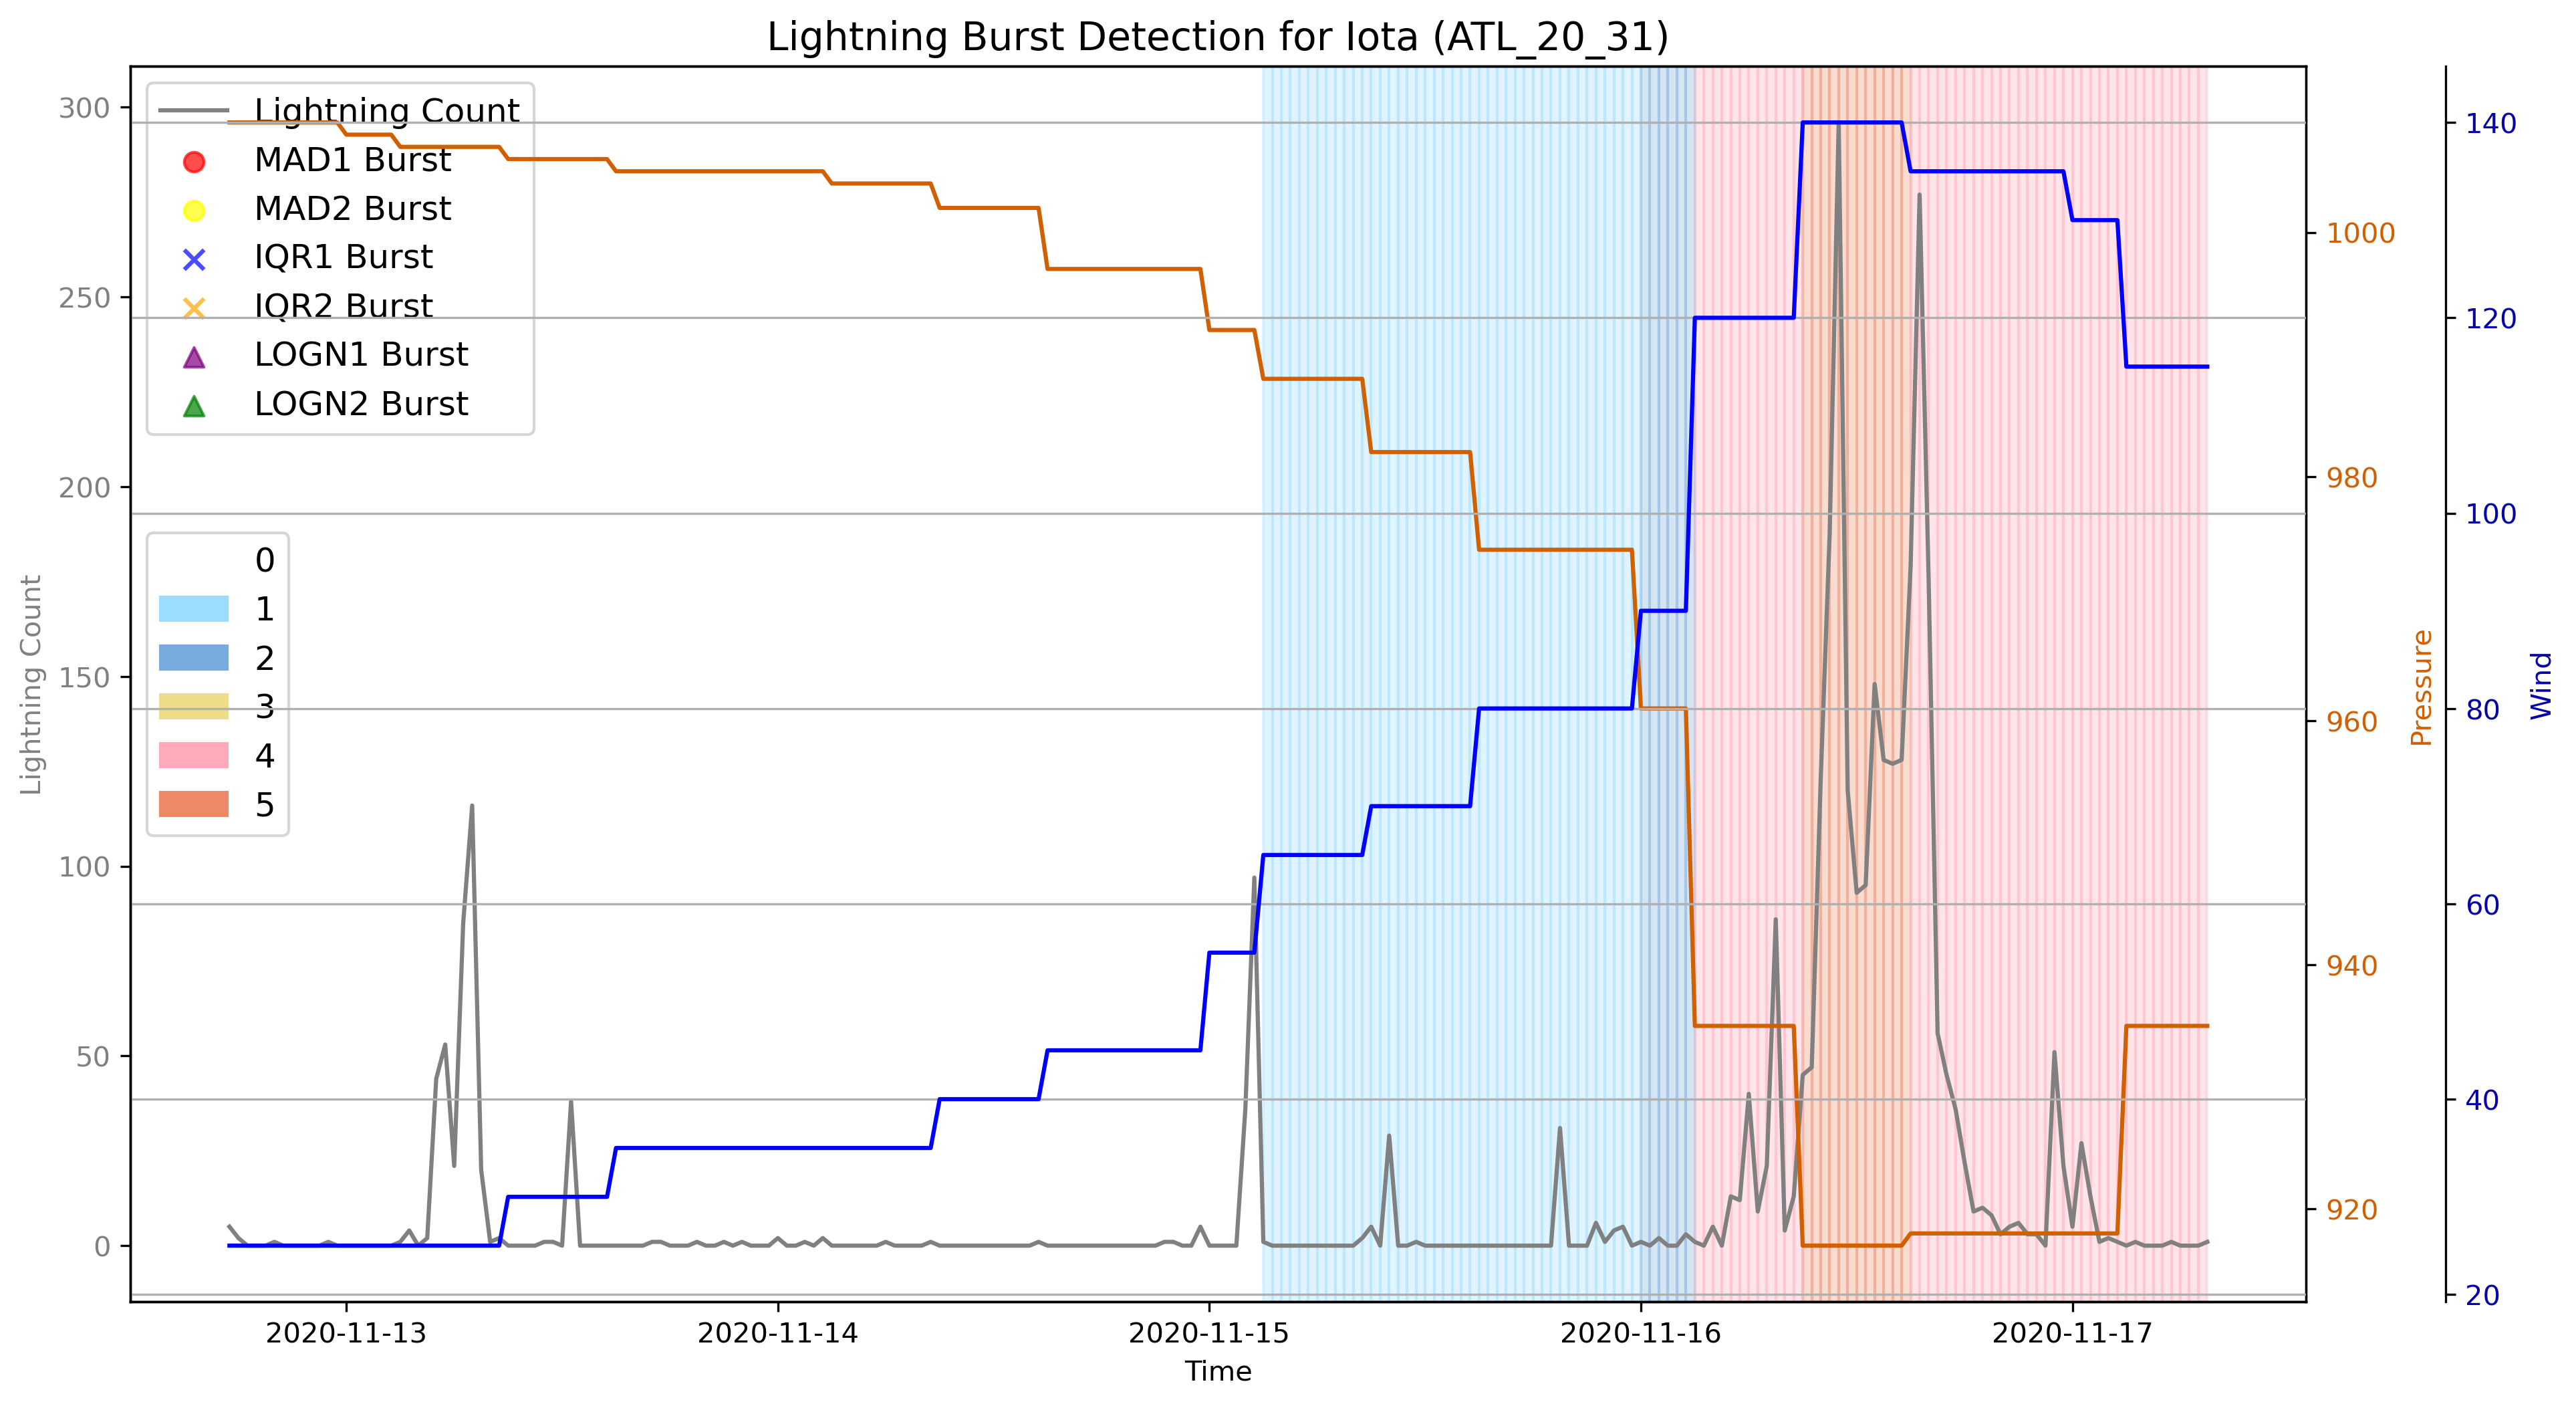 Lightning Burst Detection for Iota (ATL_20_31)
Lightning Count
MAD1 Burst
MAD2 Burst
IQR1 Burst
IQR2 Burst
LOGN1 Burst
LOGN2 Burst
0
1
2
3
4
5
300
250
200
150
100
50
0
Lightning Count
1000
980
960
940
920
Pressure
140
120
100
80
60
40
20
Wind
2020-11-13
2020-11-14
2020-11-15
2020-11-16
2020-11-17
Time